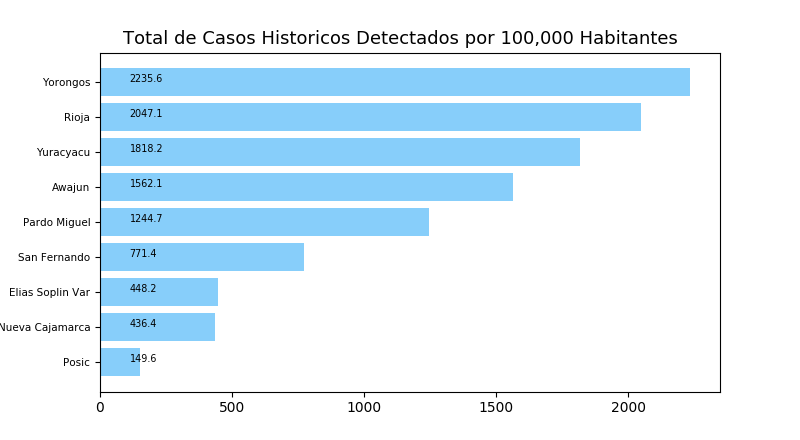 Total de Casos Historicos Detectados por 100,000 Habitantes
Yorongos 2235.6
Rioja 2047.1
Yuracyacu 1818.2
Awajun 1562.1
Pardo Miguel 1244.7
San Fernando 771.4
Elias Soplin Var 448.2
Nueva Cajamarca 436.4
Posic 149.6
0 500 1000 1500 2000